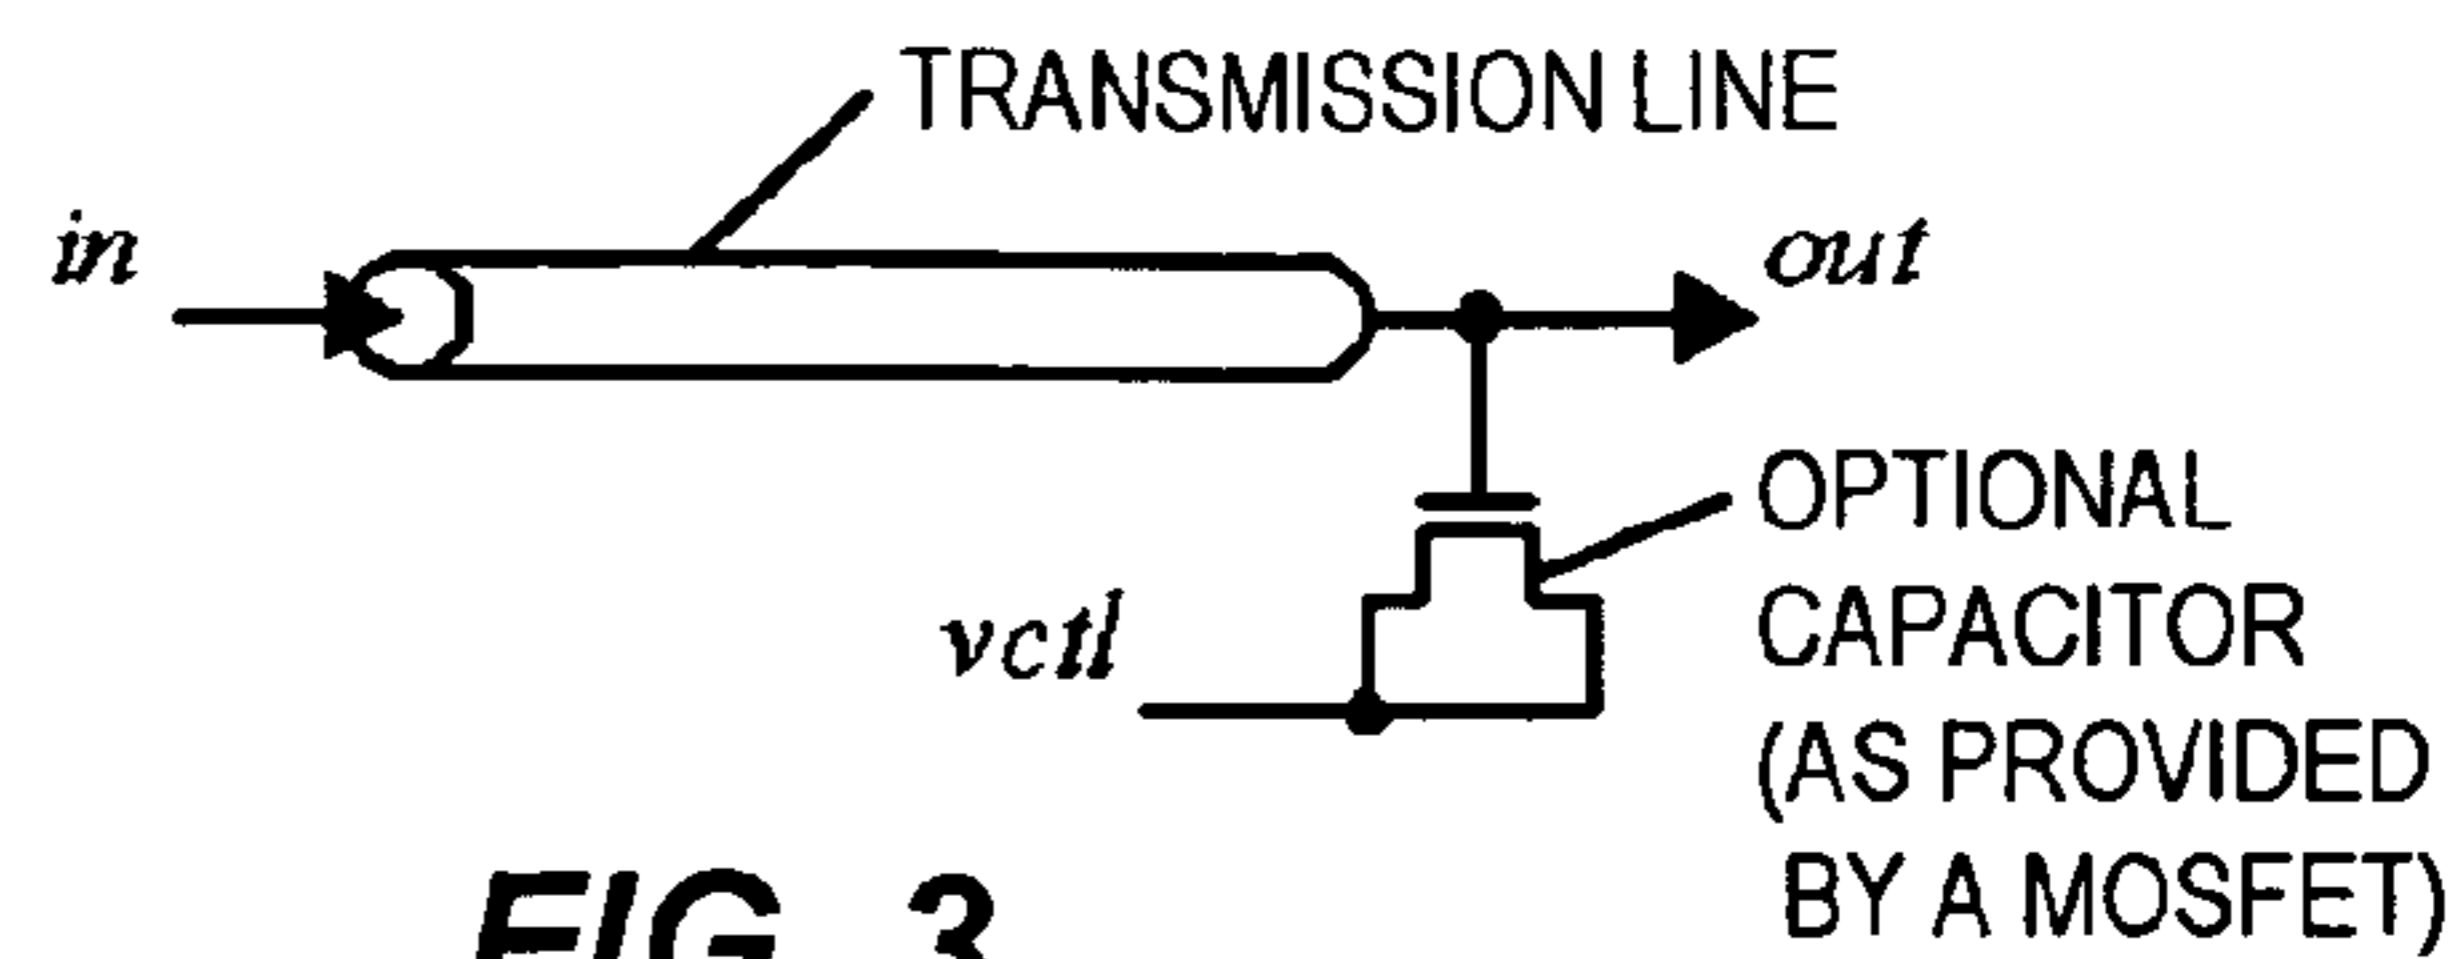 TRANSMISSION LINE
in
out
OPTIONAL
CAPACITOR
(AS PROVIDED
BY A MOSFET)
vctl
FIG. 3